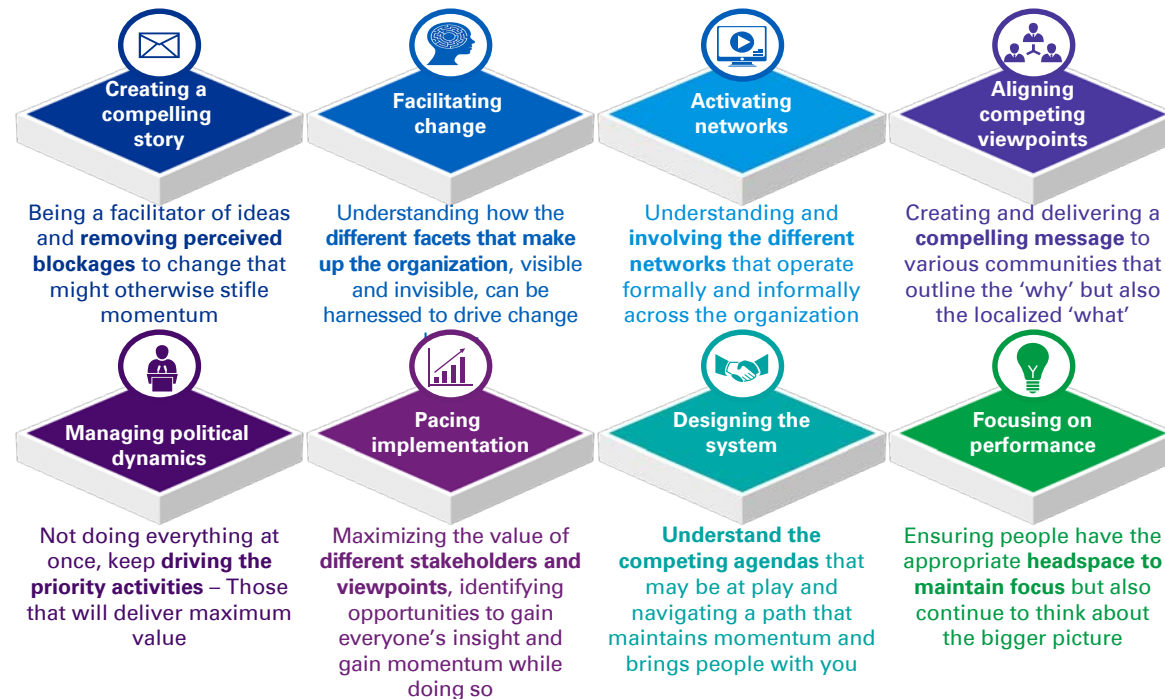 Creating a
compelling
story
Being a facilitator of ideas
and removing perceived
blockages to change that
might otherwise stifle
momentum
Facilitating
change
Understanding how the
different facets that make
up the organization, visible
and invisible, can be
harnessed to drive change
Activating
networks
Understanding and
involving the different
networks that operate
formally and informally
across the organization
Aligning
competing
viewpoints
Creating and delivering a
compelling message to
various communities that
outline the ‘why’ but also
the localized ‘what’
Managing political
dynamics
Not doing everything at
once, keep driving the
priority activities – Those
that will deliver maximum
value
Pacing
implementation
Maximizing the value of
different stakeholders and
viewpoints, identifying
opportunities to gain
everyone’s insight and
gain momentum while
doing so
Designing the
system
Understand the
competing agendas that
may be at play and
navigating a path that
maintains momentum and
brings people with you
Focusing on
performance
Ensuring people have the
appropriate headspace to
maintain focus but also
continue to think about
the bigger picture